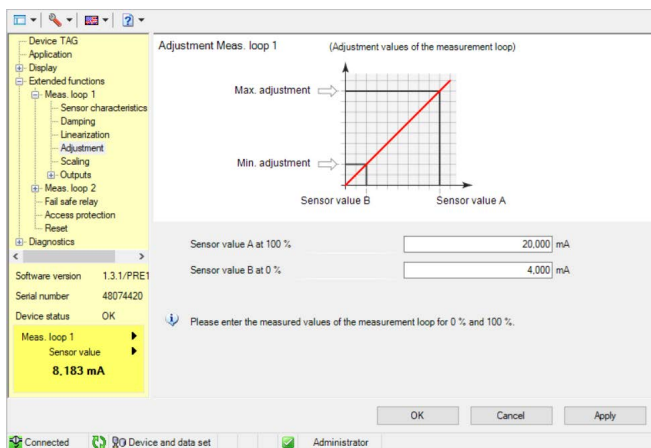 Device TAG
Application
Display
Extended functions
Meas. loop 1
Sensor characteristics
Damping
Linearization
Adjustment
Scaling
Outputs
Meas. loop 2
Fail safe relay
Access protection
Reset
Diagnostics
Software version 1.3.1/PRE1
Serial number 48074420
Device status OK
Meas. loop 1
Sensor value
8,183 mA
Adjustment Meas. loop 1 (Adjustment values of the measurement loop)
Max. adjustment
Min. adjustment
Sensor value B Sensor value A
Sensor value A at 100 % 20,000 mA
Sensor value B at 0 % 4,000 mA
Please enter the measured values of the measurement loop for 0 % and 100 %.
OK Cancel Apply
Connected Device and data set Administrator